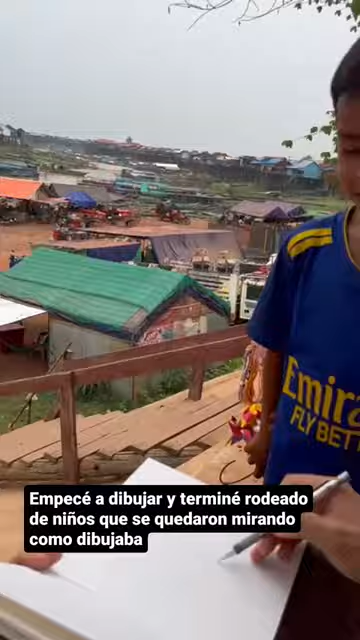 Emira
FLY BETT
Empecé a dibujar y terminé rodeado
de niños que se quedaron mirando
como dibujaba